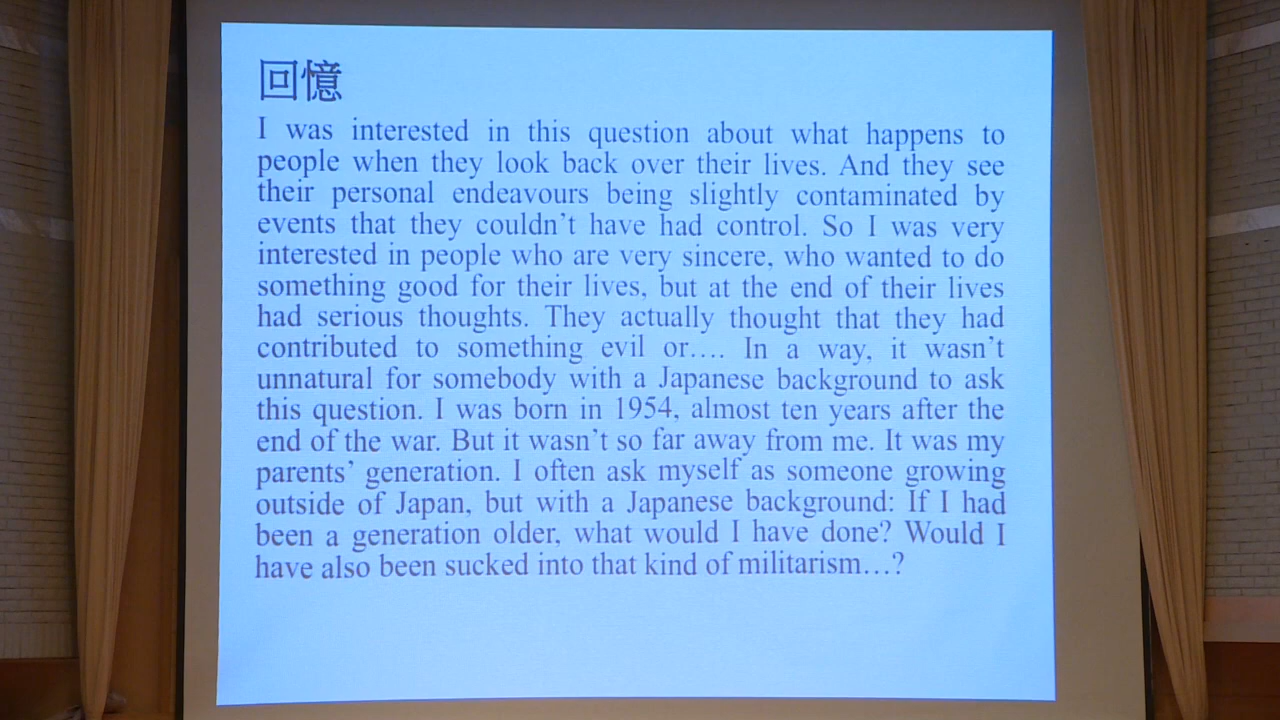 回憶
I was interested in this question about what happens to
people when they look back over their lives. And they see
their personal endeavours being slightly contaminated by
events that they couldn't have had control. So I was very
interested in people who are very sincere, who wanted to do
something good for their lives, but at the end of their lives
had serious thoughts. They actually thought that they had
contributed to something evil or…. In a way, it wasn't
unnatural for somebody with a Japanese background to ask
this question. I was born in 1954, almost ten years after the
end of the war. But it wasn't so far away from me. It was my
parents' generation. I often ask myself as someone growing
outside of Japan, but with a Japanese background: If I had
been a generation older, what would I have done? Would I
have also been sucked into that kind of militarism…?